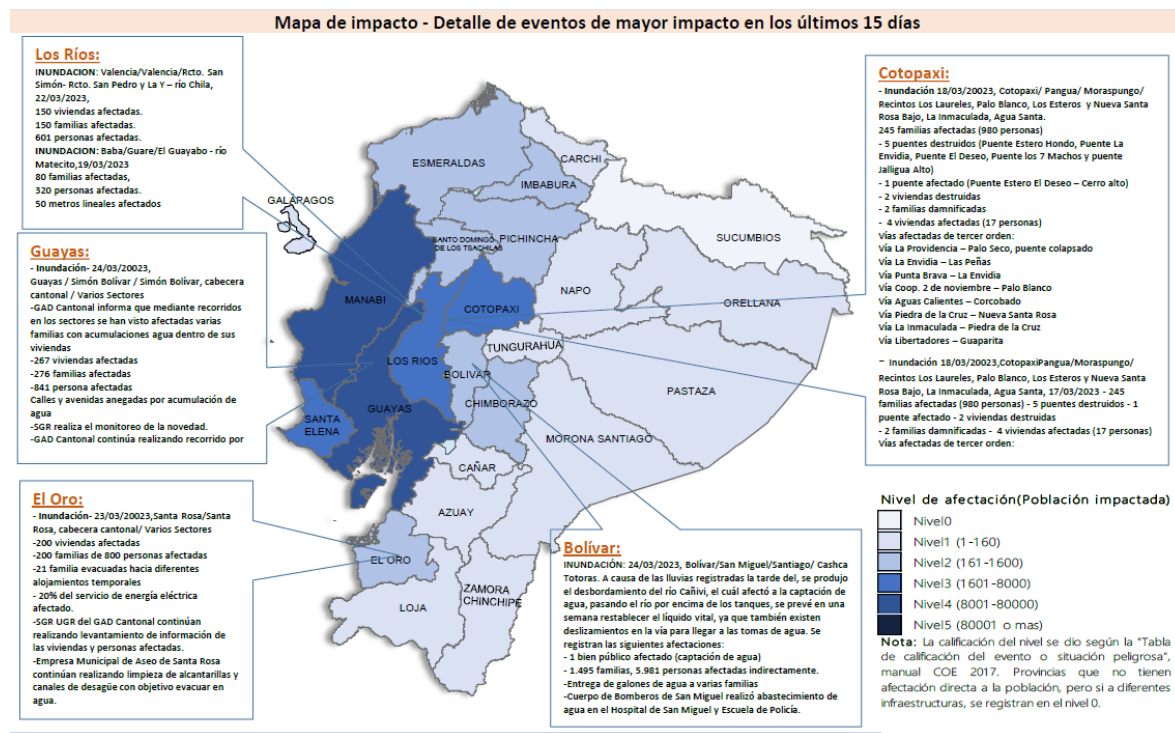 Mapa de impacto - Detalle de eventos de mayor impacto en los últimos 15 días
Los Ríos:
INUNDACION: Valencia/Valencia/Rcto. San
Simón- Rcto. San Pedro y La Y – río Chila,
22/03/2023,
150 viviendas afectadas.
150 familias afectadas.
601 personas afectadas.
INUNDACION: Baba/Guare/El Guayabo - río
Matecito,19/03/2023
80 familias afectadas,
320 personas afectadas.
50 metros lineales afectados
Guayas:
- Inundación- 24/03/20023,
Guayas / Simón Bolívar / Simón Bolívar, cabecera
cantonal / Varios Sectores
-GAD Cantonal informa que mediante recorridos
en los sectores se han visto afectadas varias
familias con acumulaciones agua dentro de sus
viviendas
-267 viviendas afectadas
-276 familias afectadas
-841 persona afectadas
Calles y avenidas anegadas por acumulación de
agua
-SGR realiza el monitoreo de la novedad.
-GAD Cantonal continúa realizando recorrido por
El Oro:
- Inundación- 23/03/20023,Santa Rosa/Santa
Rosa, cabecera cantonal/ Varios Sectores
-200 viviendas afectadas
-200 familias de 800 personas afectadas
-21 familia evacuadas hacia diferentes
alojamientos temporales
- 20% del servicio de energía eléctrica
afectado.
-SGR UGR del GAD Cantonal continúan
realizando levantamiento de información de
las viviendas y personas afectadas.
-Empresa Municipal de Aseo de Santa Rosa
continúan realizando limpieza de alcantarillas y
canales de desagüe con objetivo evacuar en
agua.
GALÁPAGOS
ESMERALDAS
CARCHI
IMBABURA
SANTO DOMINGO
DE LOS TSACHILAS
PICHINCHA
SUCUMBIOS
MANABI
COTOPAXI
NAPO
ORELLANA
TUNGURAHUA
LOS RIOS
BOLIVAR
PASTAZA
CHIMBORAZO
GUAYAS
SANTA
ELENA
MORONA SANTIAGO
CAÑAR
AZUAY
EL ORO
LOJA
ZAMORA
CHINCHIPE
Cotopaxi:
- Inundación 18/03/20023, Cotopaxi/ Pangua/ Moraspungo/
Recintos Los Laureles, Palo Blanco, Los Esteros y Nueva Santa
Rosa Bajo, La Inmaculada, Agua Santa.
245 familias afectadas (980 personas)
- 5 puentes destruidos (Puente Estero Hondo, Puente La
Envidia, Puente El Deseo, Puente los 7 Machos y puente
Jalligua Alto)
- 1 puente afectado (Puente Estero El Deseo – Cerro alto)
- 2 viviendas destruidas
- 2 familias damnificadas
- 4 viviendas afectadas (17 personas)
Vías afectadas de tercer orden:
Vía La Providencia – Palo Seco, puente colapsado
Vía La Envidia – Las Peñas
Vía Punta Brava – La Envidia
Vía Coop. 2 de noviembre – Palo Blanco
Vía Aguas Calientes – Corcobado
Vía Piedra de la Cruz – Nueva Santa Rosa
Vía La Inmaculada – Piedra de la Cruz
Vía Libertadores – Guaparita
- Inundación 18/03/20023,CotopaxiPangua/Moraspungo/
Recintos Los Laureles, Palo Blanco, Los Esteros y Nueva Santa
Rosa Bajo, La Inmaculada, Agua Santa, 17/03/2023 - 245
familias afectadas (980 personas) - 5 puentes destruidos - 1
puente afectado - 2 viviendas destruidas
- 2 familias damnificadas - 4 viviendas afectadas (17 personas)
Vías afectadas de tercer orden:
Bolívar:
INUNDACIÓN: 24/03/2023, Bolívar/San Miguel/Santiago/ Cashca
Totoras. A causa de las lluvias registradas la tarde del, se produjo
el desbordamiento del río Cañivi, el cuál afectó a la captación de
agua, pasando el río por encima de los tanques, se prevé en una
semana restablecer el líquido vital, ya que también existen
deslizamientos en la vía para llegar a las tomas de agua. Se
registran las siguientes afectaciones:
- 1 bien público afectado (captación de agua)
- 1.495 familias, 5.981 personas afectadas indirectamente.
-Entrega de galones de agua a varias familias
-Cuerpo de Bomberos de San Miguel realizó abastecimiento de
agua en el Hospital de San Miguel y Escuela de Policía.
Nivel de afectación(Población impactada)
Nivel0
Nivel1 (1-160)
Nivel2 (161-1600)
Nivel3 (1601-8000)
Nivel4 (8001-80000)
Nivel5 (80001 o mas)
Nota: La calificación del nivel se dio según la "Tabla
de calificación del evento o situación peligrosa",
manual COE 2017. Provincias que no tienen
afectación directa a la población, pero si a diferentes
infraestructuras, se registran en el nivel 0.